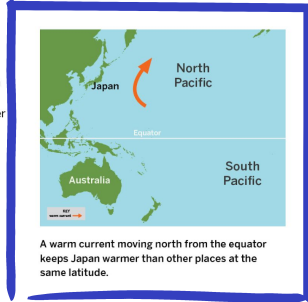 er
North
Pacific
Japan
Equator
South
Pacific
Australia
KEY
warm current
A warm current moving north from the equator
keeps Japan warmer than other places at the
same latitude.